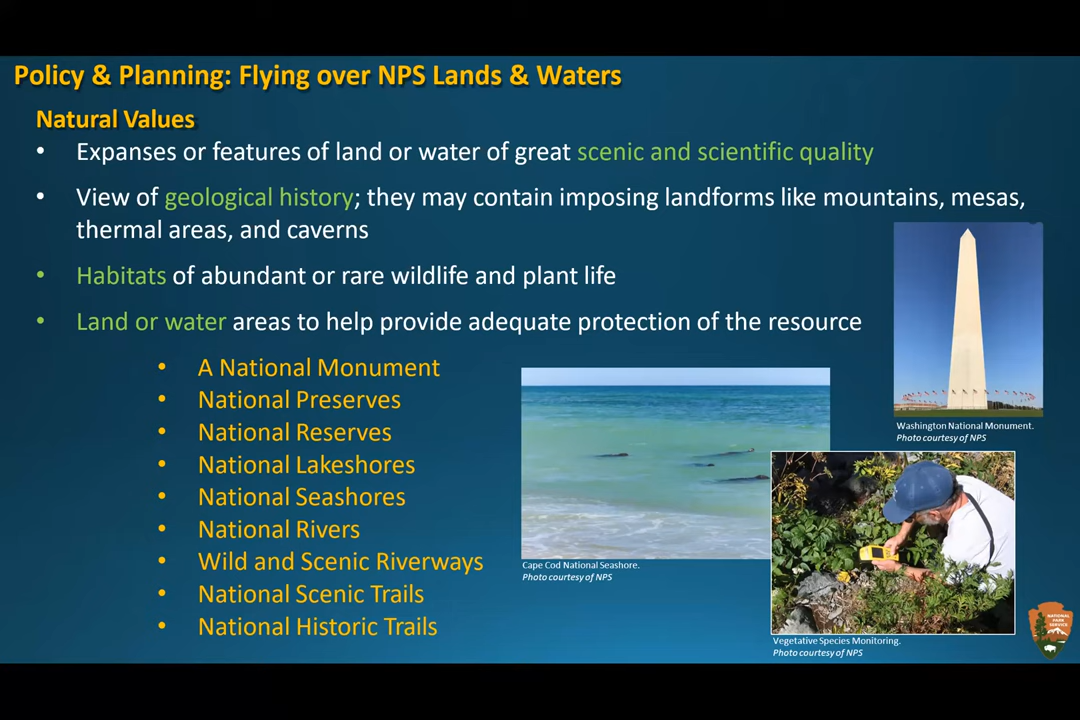 Policy & Planning: Flying over NPS Lands & Waters
Natural Values
• Expanses or features of land or water of great scenic and scientific quality
• View of geological history; they may contain imposing landforms like mountains, mesas,
thermal areas, and caverns
• Habitats of abundant or rare wildlife and plant life
• Land or water areas to help provide adequate protection of the resource
• A National Monument
• National Preserves
• National Reserves
• National Lakeshores
• National Seashores
• National Rivers
• Wild and Scenic Riverways
• National Scenic Trails
• National Historic Trails
Washington National Monument.
Photo courtesy of NPS
Cape Cod National Seashore.
Photo courtesy of NPS
Vegetative Species Monitoring.
Photo courtesy of NPS
NATIONAL
PARK
SERVICE